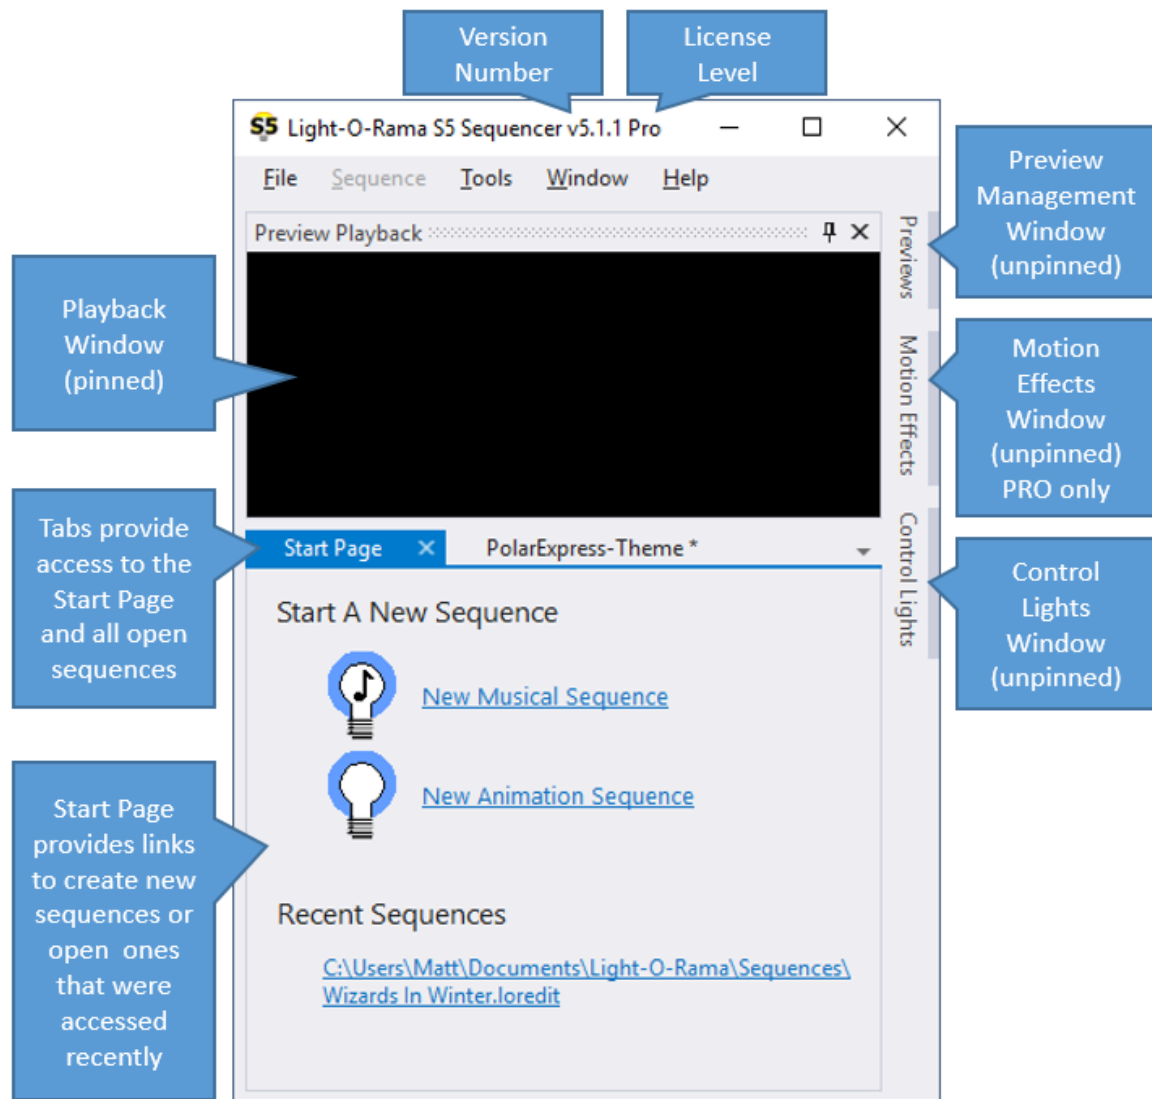 Version
Number
License
Level
S5 Light-O-Rama S5 Sequencer v5.1.1 Pro
File Sequence Tools Window Help
Preview Playback
Previews
Motion Effects
Control Lights
Preview
Management
Window
(unpinned)
Playback
Window
(pinned)
Motion
Effects
Window
(unpinned)
PRO only
Tabs provide
access to the
Start Page
and all open
sequences
Start Page
PolarExpress-Theme *
Control
Lights
Window
(unpinned)
Start A New Sequence
New Musical Sequence
New Animation Sequence
Start Page
provides links
to create new
sequences or
open ones
that were
accessed
recently
Recent Sequences
C:\Users\Matt\Documents\Light-O-Rama\Sequences\
Wizards In Winter.loredit